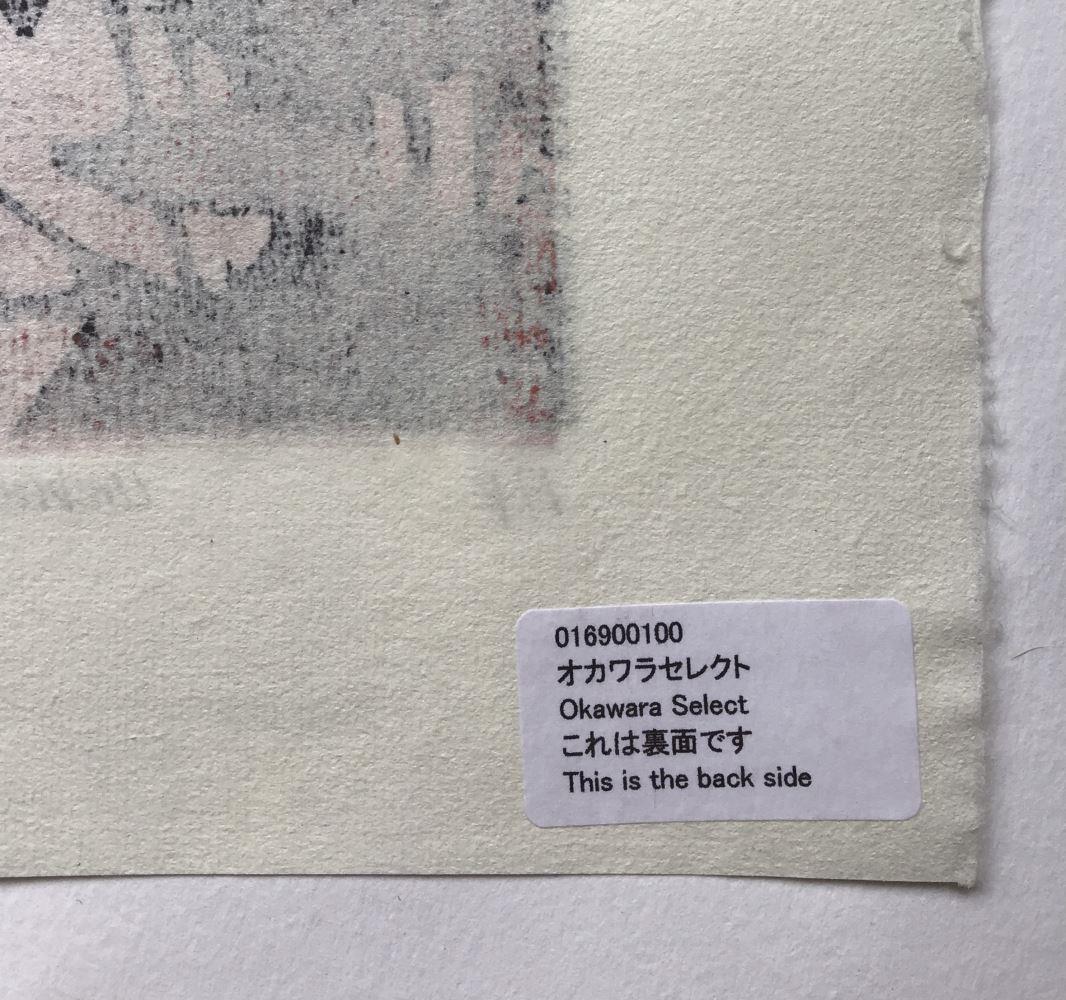 016900100
オカワラセレクト
Okawara Select
これは裏面です
This is the back side